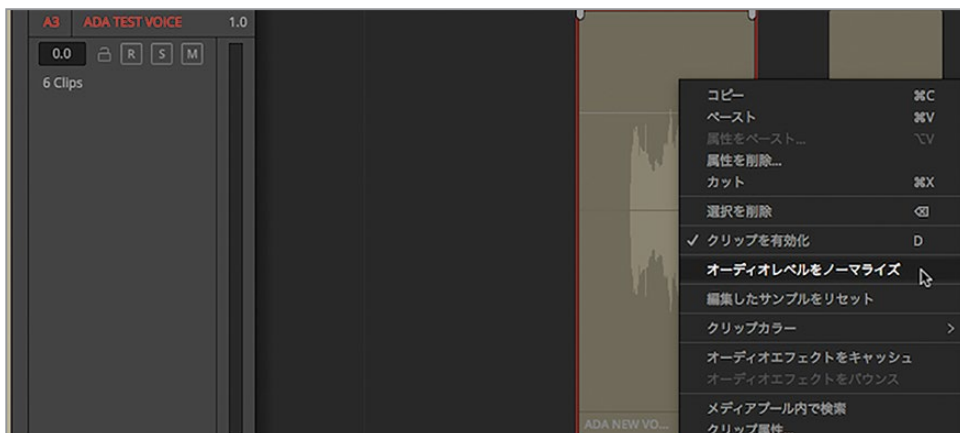 A3 ADA TEST VOICE 1.0
0.0 R S M
6 Clips
コピー ⌘C
ペースト ⌘V
属性をペースト... ⌥V
属性を削除...
カット ⌘X
選択を削除 ⌫
✓ クリップを有効化 D
オーディオレベルをノーマライズ
編集したサンプルをリセット
クリップカラー >
オーディオエフェクトをキャッシュ
オーディオエフェクトをバウンス
メディアプール内で検索
クリップ属性...
ADA NEW VO...